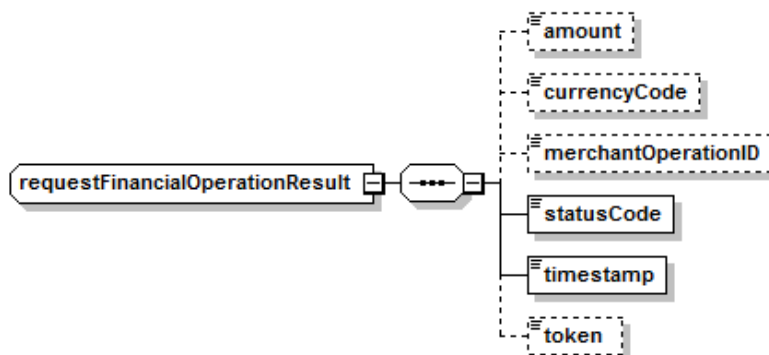 amount
currencyCode
merchantOperationID
requestFinancialOperationResult
statusCode
timestamp
token